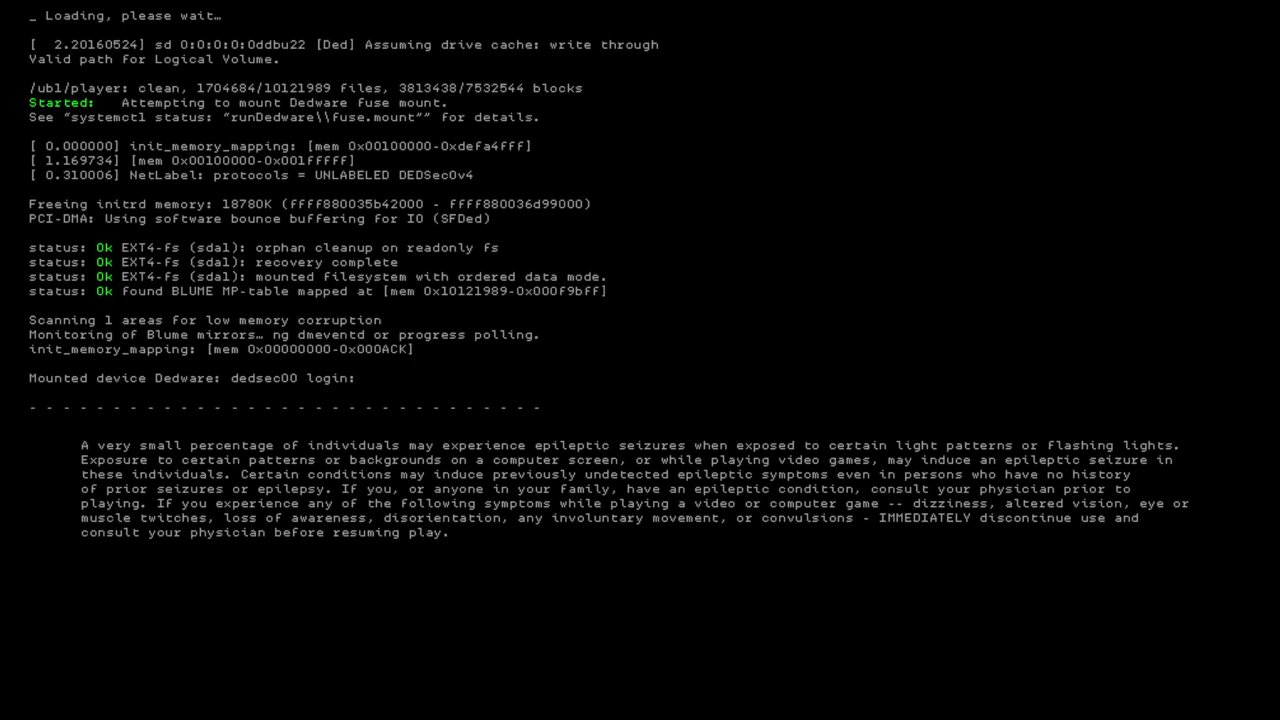 _ Loading, please wait…
[  2.20160524] sd 0:0:0:0:0ddbu22 [Ded] Assuming drive cache: write through
Valid path for Logical Volume.
/ubl/player: clean, 1704684/10121989 files, 3813438/7532544 blocks
Started:   Attempting to mount Dedware fuse mount.
See “systemctl status: “runDedware\\fuse.mount”” for details.
[ 0.000000] init_memory_mapping: [mem 0x00100000-0xdefa4fff]
[ 1.169734] [mem 0x00100000-0x001fffff]
[ 0.310006] NetLabel: protocols = UNLABELED DEDSec0v4
Freeing initrd memory: 18780K (ffff880035b42000 - ffff880036d99000)
PCI-DMA: Using software bounce buffering for IO (SFDed)
status: Ok EXT4-fs (sda1): orphan cleanup on readonly fs
status: Ok EXT4-fs (sda1): recovery complete
status: Ok EXT4-fs (sda1): mounted filesystem with ordered data mode.
status: Ok found BLUME MP-table mapped at [mem 0x10121989-0x000f9bff]
Scanning 1 areas for low memory corruption
Monitoring of Blume mirrors… ng dmeventd or progress polling.
init_memory_mapping: [mem 0x00000000-0x000ACK]
Mounted device Dedware: dedsec00 login:
- - - - - - - - - - - - - - - - - - - - - - - - - - - - - - -
A very small percentage of individuals may experience epileptic seizures when exposed to certain light patterns or flashing lights.
Exposure to certain patterns or backgrounds on a computer screen, or while playing video games, may induce an epileptic seizure in
these individuals. Certain conditions may induce previously undetected epileptic symptoms even in persons who have no history
of prior seizures or epilepsy. If you, or anyone in your family, have an epileptic condition, consult your physician prior to
playing. If you experience any of the following symptoms while playing a video or computer game -- dizziness, altered vision, eye or
muscle twitches, loss of awareness, disorientation, any involuntary movement, or convulsions - IMMEDIATELY discontinue use and
consult your physician before resuming play.